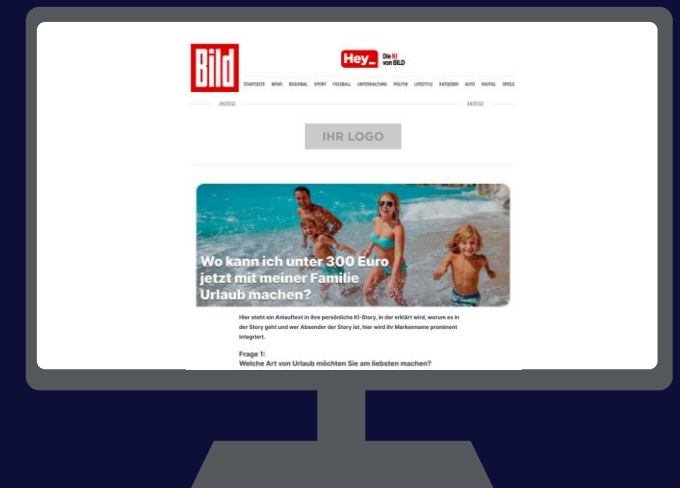 Bild
Hey_ Die KI
von BILD
STARTSEITE NEWS REGIONAL SPORT FUSSBALL UNTERHALTUNG POLITIK LIFESTYLE RATGEBER AUTO DIGITAL SPIELE
ANZEIGE ANZEIGE
IHR LOGO
Wo kann ich unter 300 Euro
jetzt mit meiner Familie
Urlaub machen?
Hier steht ein Anlauftext in ihre persönliche KI-Story, in der erklärt wird, worum es in
der Story geht und wer Absender der Story ist, hier wird ihr Markenname prominent
integriert.
Frage 1:
Welche Art von Urlaub möchten Sie am liebsten machen?